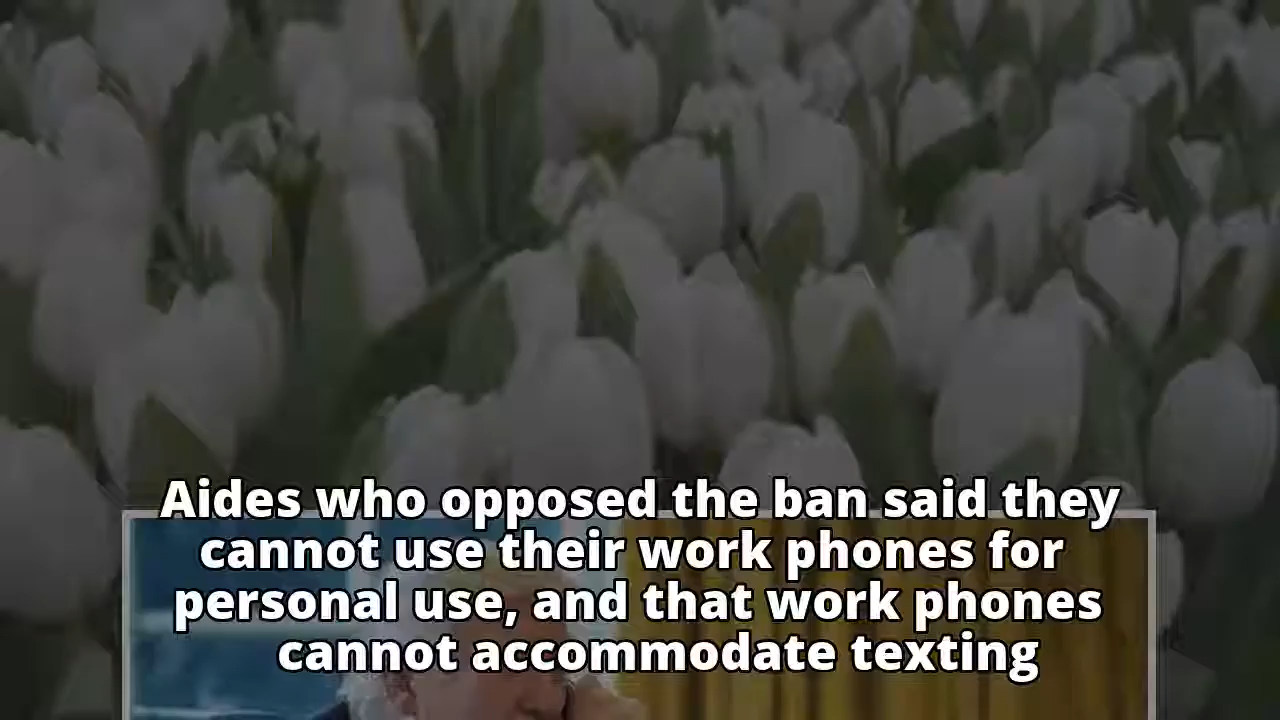 Aides who opposed the ban said they
cannot use their work phones for
personal use, and that work phones
cannot accommodate texting